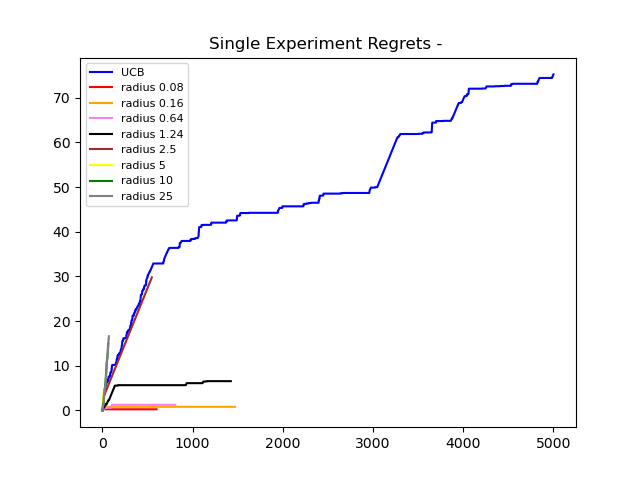 Single Experiment Regrets -
UCB
radius 0.08
radius 0.16
radius 0.64
radius 1.24
radius 2.5
radius 5
radius 10
radius 25
70
60
50
40
30
20
10
0
0 1000 2000 3000 4000 5000